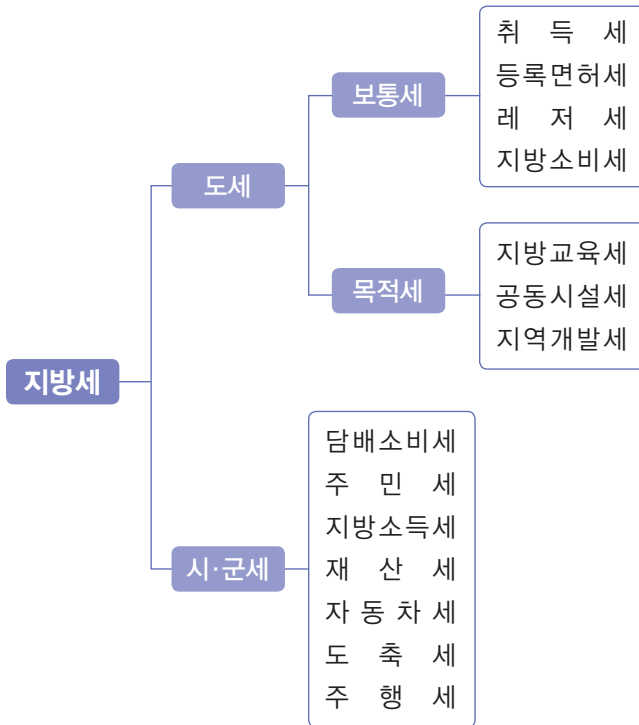 지방세
도세
보통세
취 득 세
등록면허세
레 저 세
지방소비세
목적세
지방교육세
공동시설세
지역개발세
시·군세
담배소비세
주 민 세
지방소득세
재 산 세
자 동 차 세
도 축 세
주 행 세